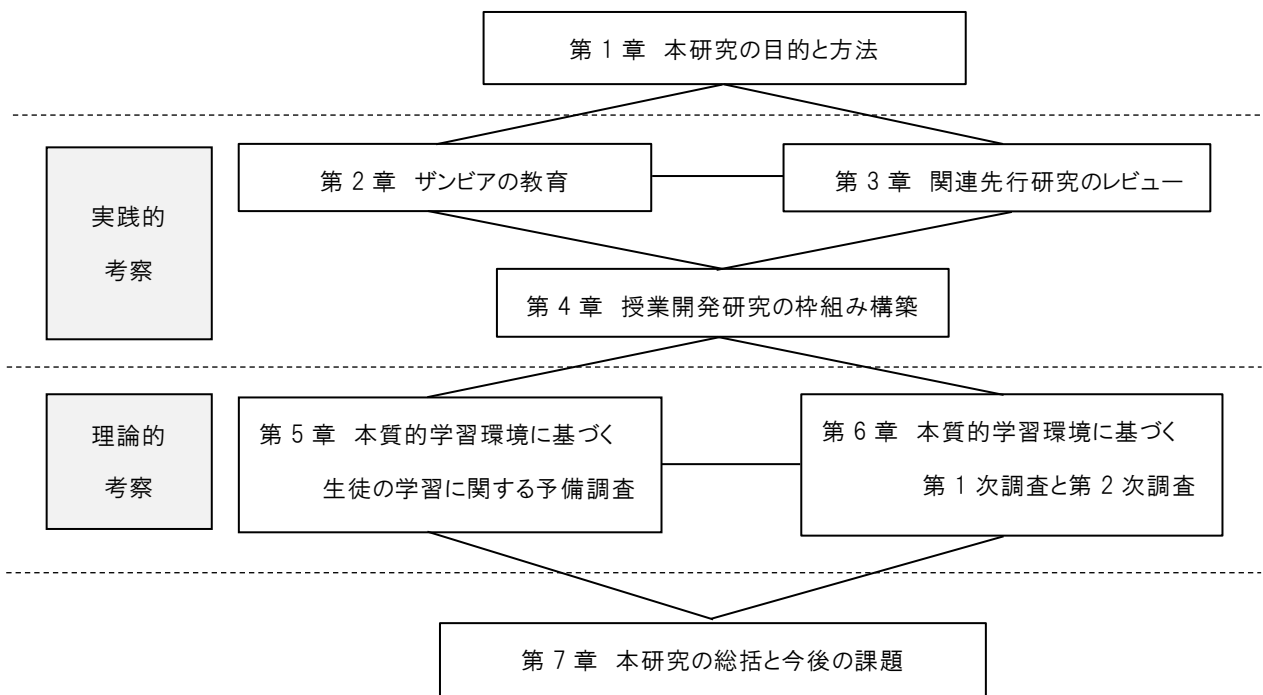 第 1 章 本研究の目的と方法
第 2 章 ザンビアの教育
第 3 章 関連先行研究のレビュー
実践的
考察
第 4 章 授業開発研究の枠組み構築
理論的
考察
第 5 章 本質的学習環境に基づく
生徒の学習に関する予備調査
第 6 章 本質的学習環境に基づく
第 1 次調査と第 2 次調査
第 7 章 本研究の総括と今後の課題